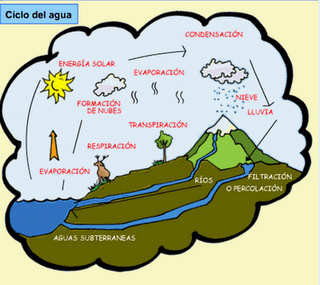 Ciclo del agua
CONDENSACIÓN
ENERGÍA SOLAR
EVAPORACIÓN
FORMACIÓN
DE NUBES
NIEVE
LLUVIA
TRANSPIRACIÓN
RESPIRACIÓN
EVAPORACIÓN
RÍOS
FILTRACIÓN
O PERCOLACIÓN
AGUAS SUBTERRANEAS